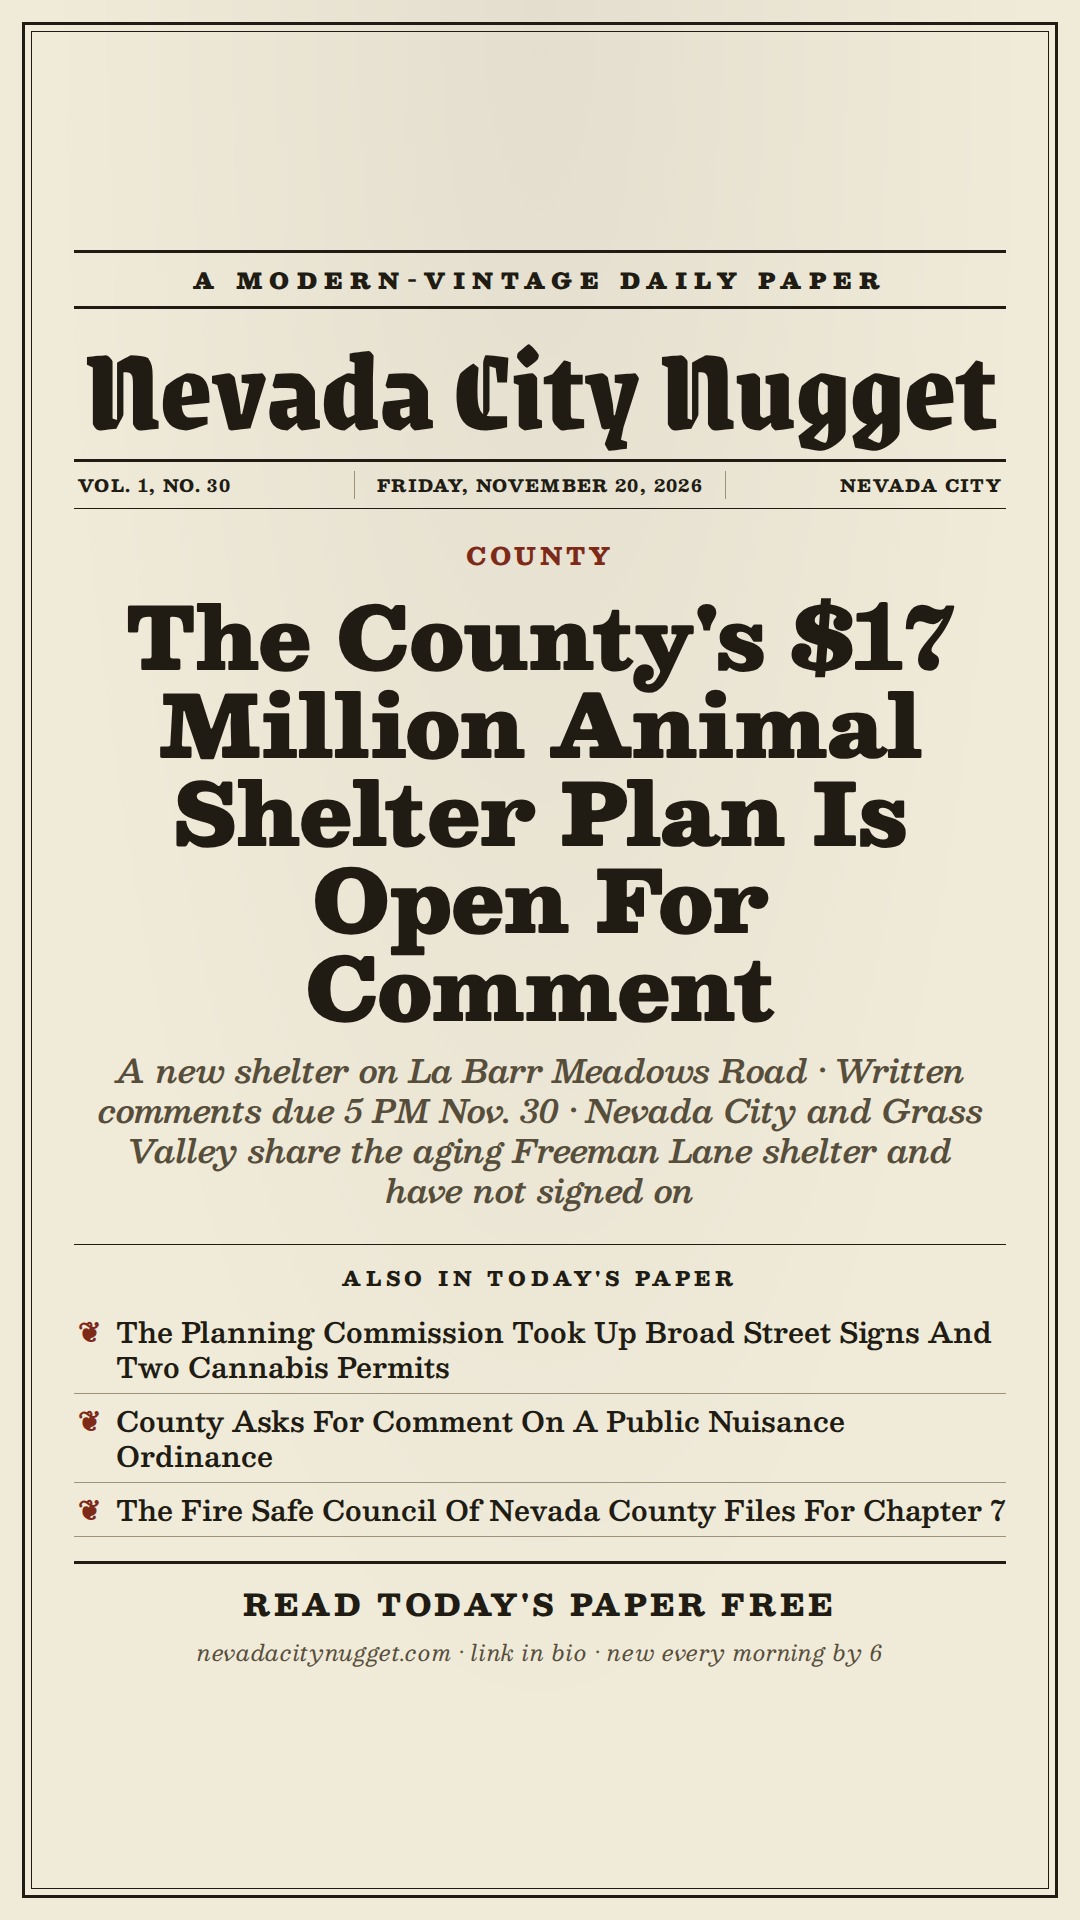 A MODERN-VINTAGE DAILY PAPER
Nevada City Nugget
VOL. 1, NO. 30
FRIDAY, NOVEMBER 20, 2026
NEVADA CITY
COUNTY
The County's $17
Million Animal
Shelter Plan Is
Open For
Comment
A new shelter on La Barr Meadows Road · Written
comments due 5 PM Nov. 30 · Nevada City and Grass
Valley share the aging Freeman Lane shelter and
have not signed on
ALSO IN TODAY'S PAPER
❦ The Planning Commission Took Up Broad Street Signs And
Two Cannabis Permits
❦ County Asks For Comment On A Public Nuisance
Ordinance
❦ The Fire Safe Council Of Nevada County Files For Chapter 7
READ TODAY'S PAPER FREE
nevadacitynugget.com · link in bio · new every morning by 6